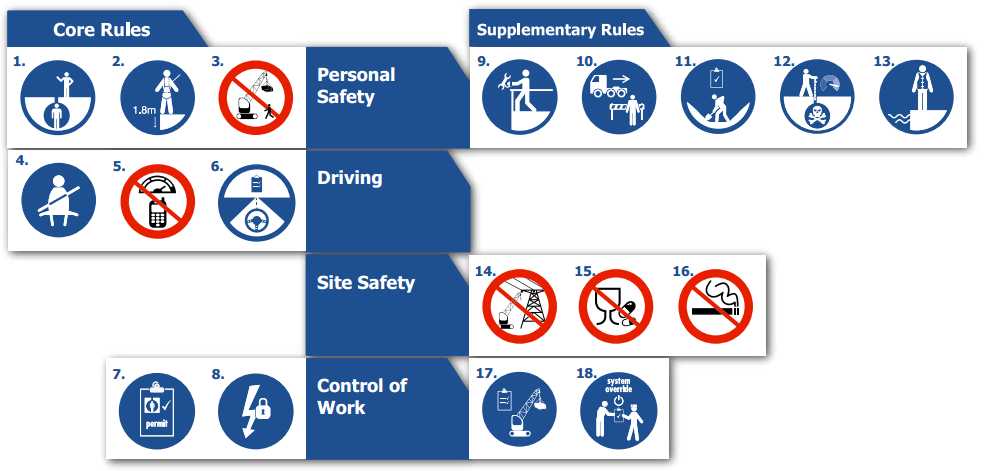 Core Rules
Supplementary Rules
1.
2.
3.
1.8m
Personal
Safety
9.
10.
11.
12.
13.
4.
5.
6.
Driving
Site Safety
14.
15.
16.
7.
8.
permit
Control of
Work
17.
18.
system
override